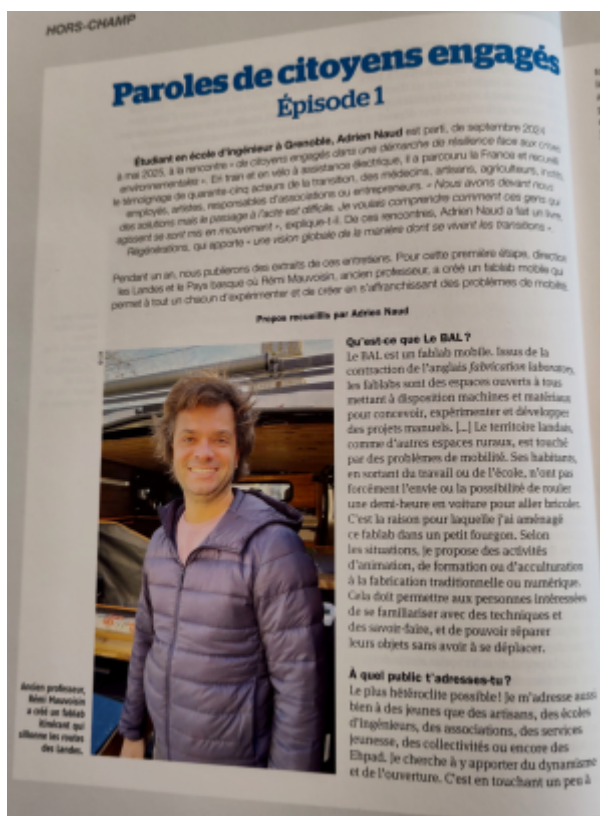 HORS-CHAMP
Paroles de citoyens engagés
Épisode 1
Étudiant en école d'ingénieur à Grenoble, Adrien Naud est parti, de septembre 2024
à mai 2025, à la rencontre « de citoyens engagés dans une démarche de résilience face aux crises
environnementales ». En train et en vélo à assistance électrique, il a parcouru la France et recueilli
le témoignage de quarante-cinq acteurs de la transition, des médecins, artisans, agriculteurs,
employés, artistes, responsables d'associations ou entrepreneurs. « Nous avons devant nous
des solutions mais le passage à l'acte est difficile. Je voulais comprendre comment ces gens qui
agissent se sont mis en mouvement », explique-t-il. De ces rencontres, Adrien Naud a fait un livre,
Régénérations, qui apporte « une vision globale de la manière dont se vivent les transitions ».
Pendant un an, nous publierons des extraits de ces entretiens. Pour cette première étape, direction
les Landes et le Pays basque où Rémi Mauvoisin, ancien professeur, a créé un fablab mobile qui
permet à tout un chacun d'expérimenter et de créer en s'affranchissant des problèmes de mobilité.
Propos recueillis par Adrien Naud
Qu'est-ce que Le BAL ?
Le BAL est un fablab mobile. Issus de la
contraction de l'anglais fabrication laboratory,
les fablabs sont des espaces ouverts à tous
mettant à disposition machines et matériaux
pour concevoir, expérimenter et développer
des projets manuels. [...] Le territoire landais,
comme d'autres espaces ruraux, est touché
par des problèmes de mobilité. Ses habitants,
en sortant du travail ou de l'école, n'ont pas
forcément l'envie ou la possibilité de rouler
une demi-heure en voiture pour aller bricoler.
C'est la raison pour laquelle j'ai aménagé
ce fablab dans un petit fourgon. Selon
les situations, je propose des activités
d'animation, de formation ou d'acculturation
à la fabrication traditionnelle ou numérique.
Cela doit permettre aux personnes intéressées
de se familiariser avec des techniques et
des savoir-faire, et de pouvoir réparer
leurs objets sans avoir à se déplacer.
À quel public t'adresses-tu ?
Le plus hétéroclite possible ! Je m'adresse aussi
bien à des jeunes que des artisans, des écoles
d'ingénieurs, des associations, des services
jeunesse, des collectivités ou encore des
Ehpad. Je cherche à y apporter du dynamisme
et de l'ouverture. C'est en touchant un peu à
Ancien professeur,
Rémi Mauvoisin
a créé un fablab
itinérant qui
sillonne les routes
des Landes.